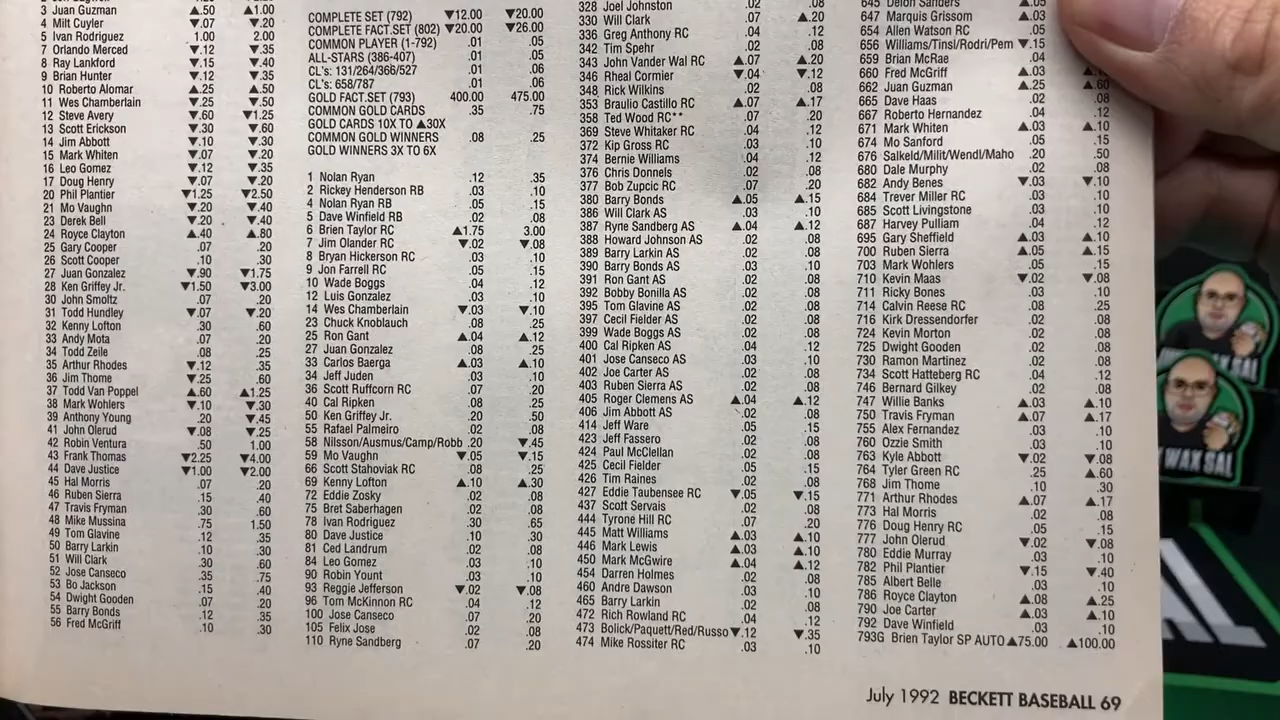 3 Juan Guzman ▲.50 ▲1.00
4 Milt Cuyler ▼.07 ▼.20
5 Ivan Rodriguez 1.00 2.00
7 Orlando Merced ▼.12 ▼.35
8 Ray Lankford ▼.15 ▼.40
9 Brian Hunter ▼.12 ▼.35
10 Roberto Alomar ▲.25 ▲.50
11 Wes Chamberlain ▼.25 ▼.50
12 Steve Avery ▼.60 ▼1.25
13 Scott Erickson ▼.30 ▼.60
14 Jim Abbott ▼.10 ▼.30
15 Mark Whiten ▼.07 ▼.20
16 Leo Gomez ▼.12 ▼.35
17 Doug Henry ▼.07 ▼.20
20 Phil Plantier ▼1.25 ▼2.50
21 Mo Vaughn ▼.20 ▼.40
23 Derek Bell ▼.20 ▼.40
24 Royce Clayton ▲.40 ▲.80
25 Gary Cooper .07 .20
26 Scott Cooper .10 .30
27 Juan Gonzalez ▼.90 ▼1.75
28 Ken Griffey Jr. ▼1.50 ▼3.00
30 John Smoltz .07 .20
31 Todd Hundley ▼.07 ▼.20
32 Kenny Lofton .30 .60
33 Andy Mota .07 .20
34 Todd Zeile .08 .25
35 Arthur Rhodes ▼.12 .35
36 Jim Thome ▼.25 .60
37 Todd Van Poppel ▲.60 ▲1.25
38 Mark Wohlers ▼.10 ▼.30
39 Anthony Young .20 ▼.45
41 John Olerud ▼.08 ▼.25
42 Robin Ventura .50 1.00
43 Frank Thomas ▼2.25 ▼4.00
44 Dave Justice ▼1.00 ▼2.00
45 Hal Morris .07 .20
46 Ruben Sierra .15 .40
47 Travis Fryman .30 .60
48 Mike Mussina .75 1.50
49 Tom Glavine .12 .35
50 Barry Larkin .10 .30
51 Will Clark .30 .60
52 Jose Canseco .35 .75
53 Bo Jackson .15 .40
54 Dwight Gooden .07 .20
55 Barry Bonds .12 .35
56 Fred McGriff .10 .30
COMPLETE SET (792) ▼12.00 ▼20.00
COMPLETE FACT.SET (802) ▼20.00 ▼26.00
COMMON PLAYER (1-792) .01 .05
ALL-STARS (386-407) .01 .05
CL's: 131/264/366/527 .01 .06
CL's: 658/787 .01 .06
GOLD FACT.SET (793) 400.00 475.00
COMMON GOLD CARDS .35 .75
GOLD CARDS 10X TO ▲30X
COMMON GOLD WINNERS .08 .25
GOLD WINNERS 3X TO 6X
1 Nolan Ryan .12 .35
2 Rickey Henderson RB .03 .10
4 Nolan Ryan RB .05 .15
5 Dave Winfield RB .02 .08
6 Brien Taylor RC ▲1.75 3.00
7 Jim Olander RC ▼.02 ▼.08
8 Bryan Hickerson RC .03 .10
9 Jon Farrell RC .05 .15
10 Wade Boggs .04 .12
12 Luis Gonzalez .03 .10
14 Wes Chamberlain ▼.03 ▼.10
23 Chuck Knoblauch .08 .25
25 Ron Gant ▲.04 ▲.12
27 Juan Gonzalez .08 .25
33 Carlos Baerga ▲.03 ▲.10
34 Jeff Juden .03 .10
36 Scott Ruffcorn RC .07 .20
40 Cal Ripken .08 .25
50 Ken Griffey Jr. .20 .50
55 Rafael Palmeiro .02 .08
58 Nilsson/Ausmus/Camp/Robb .20 ▼.45
59 Mo Vaughn ▼.05 ▼.15
66 Scott Stahoviak RC .08 .25
69 Kenny Lofton ▲.10 ▲.30
72 Eddie Zosky .02 .08
75 Bret Saberhagen .02 .08
78 Ivan Rodriguez .30 .65
80 Dave Justice .10 .30
81 Ced Landrum .02 .08
84 Leo Gomez .03 .10
90 Robin Yount .03 .10
93 Reggie Jefferson ▼.02 ▼.08
96 Tom McKinnon RC .04 .12
100 Jose Canseco .07 .20
105 Felix Jose .02 .08
110 Ryne Sandberg .07 .20
328 Joel Johnston .02 .08
330 Will Clark .07 ▲.20
336 Greg Anthony RC .04 .12
342 Tim Spehr .02 .08
343 John Vander Wal RC ▲.07 ▲.20
346 Rheal Cormier ▼.04 ▼.12
348 Rick Wilkins .02 .08
353 Braulio Castillo RC ▲.07 ▲.17
358 Ted Wood RC** .07 .20
369 Steve Whitaker RC .04 .12
372 Kip Gross RC .03 .10
374 Bernie Williams .04 .12
376 Chris Donnels .02 .08
377 Bob Zupcic RC .07 .20
380 Barry Bonds ▲.05 ▲.15
386 Will Clark AS .03 .10
387 Ryne Sandberg AS ▲.04 ▲.12
388 Howard Johnson AS .02 .08
389 Barry Larkin AS .02 .08
390 Barry Bonds AS .03 .10
391 Ron Gant AS .02 .08
392 Bobby Bonilla AS .02 .08
395 Tom Glavine AS .02 .08
397 Cecil Fielder AS .02 .08
399 Wade Boggs AS .02 .08
400 Cal Ripken AS .04 .12
401 Jose Canseco AS .03 .10
402 Joe Carter AS .02 .08
403 Ruben Sierra AS .02 .08
405 Roger Clemens AS ▲.04 ▲.12
406 Jim Abbott AS .02 .08
414 Jeff Ware .05 .15
423 Jeff Fassero .02 .08
424 Paul McClellan .02 .08
425 Cecil Fielder .05 .15
426 Tim Raines .02 .08
427 Eddie Taubensee RC ▼.05 ▼.15
437 Scott Servais .02 .08
444 Tyrone Hill RC .07 .20
445 Matt Williams ▲.03 ▲.10
446 Mark Lewis ▲.03 ▲.10
450 Mark McGwire ▲.04 ▲.12
454 Darren Holmes .02 .08
460 Andre Dawson .03 .10
465 Barry Larkin .02 .08
472 Rich Rowland RC .04 .12
473 Bolick/Paquett/Red/Russo ▼.12 ▼.35
474 Mike Rossiter RC .03 .10
645 Deion Sanders ▲.05
647 Marquis Grissom ▲.03
654 Allen Watson RC .05
656 Williams/Tinsl/Rodri/Pem ▼.15
659 Brian McRae .04
660 Fred McGriff ▲.03
662 Juan Guzman ▲.25 ▲.60
665 Dave Haas .02 .08
667 Roberto Hernandez .04 .12
671 Mark Whiten ▲.03 ▲.10
674 Mo Sanford .05 .15
676 Salkeld/Milit/Wendl/Maho .20 .50
680 Dale Murphy .02 .08
682 Andy Benes ▼.03 ▼.10
684 Trever Miller RC .03 .10
685 Scott Livingstone .03 .10
687 Harvey Pulliam .04 .12
695 Gary Sheffield ▲.03 ▲.10
700 Ruben Sierra ▲.05 ▲.15
703 Mark Wohlers .05 .15
710 Kevin Maas ▼.02 ▼.08
711 Ricky Bones .03 .10
714 Calvin Reese RC .08 .25
716 Kirk Dressendorfer .02 .08
724 Kevin Morton .02 .08
725 Dwight Gooden .02 .08
730 Ramon Martinez .02 .08
734 Scott Hatteberg RC .04 .12
746 Bernard Gilkey .02 .08
747 Willie Banks ▲.03 ▲.10
750 Travis Fryman ▲.07 ▲.17
755 Alex Fernandez .03 .10
760 Ozzie Smith .03 .10
763 Kyle Abbott ▼.02 ▼.08
764 Tyler Green RC .25 ▲.60
768 Jim Thome .10 .30
771 Arthur Rhodes ▲.07 ▲.17
773 Hal Morris .02 .08
776 Doug Henry RC .05 .15
777 John Olerud ▼.02 ▼.08
780 Eddie Murray .03 .10
782 Phil Plantier ▼.15 ▼.40
785 Albert Belle .03 .10
786 Royce Clayton ▲.08 ▲.25
790 Joe Carter ▲.03 ▲.10
792 Dave Winfield .03 .10
793G Brien Taylor SP AUTO ▲75.00 ▲100.00
July 1992 BECKETT BASEBALL 69
WAX SAL